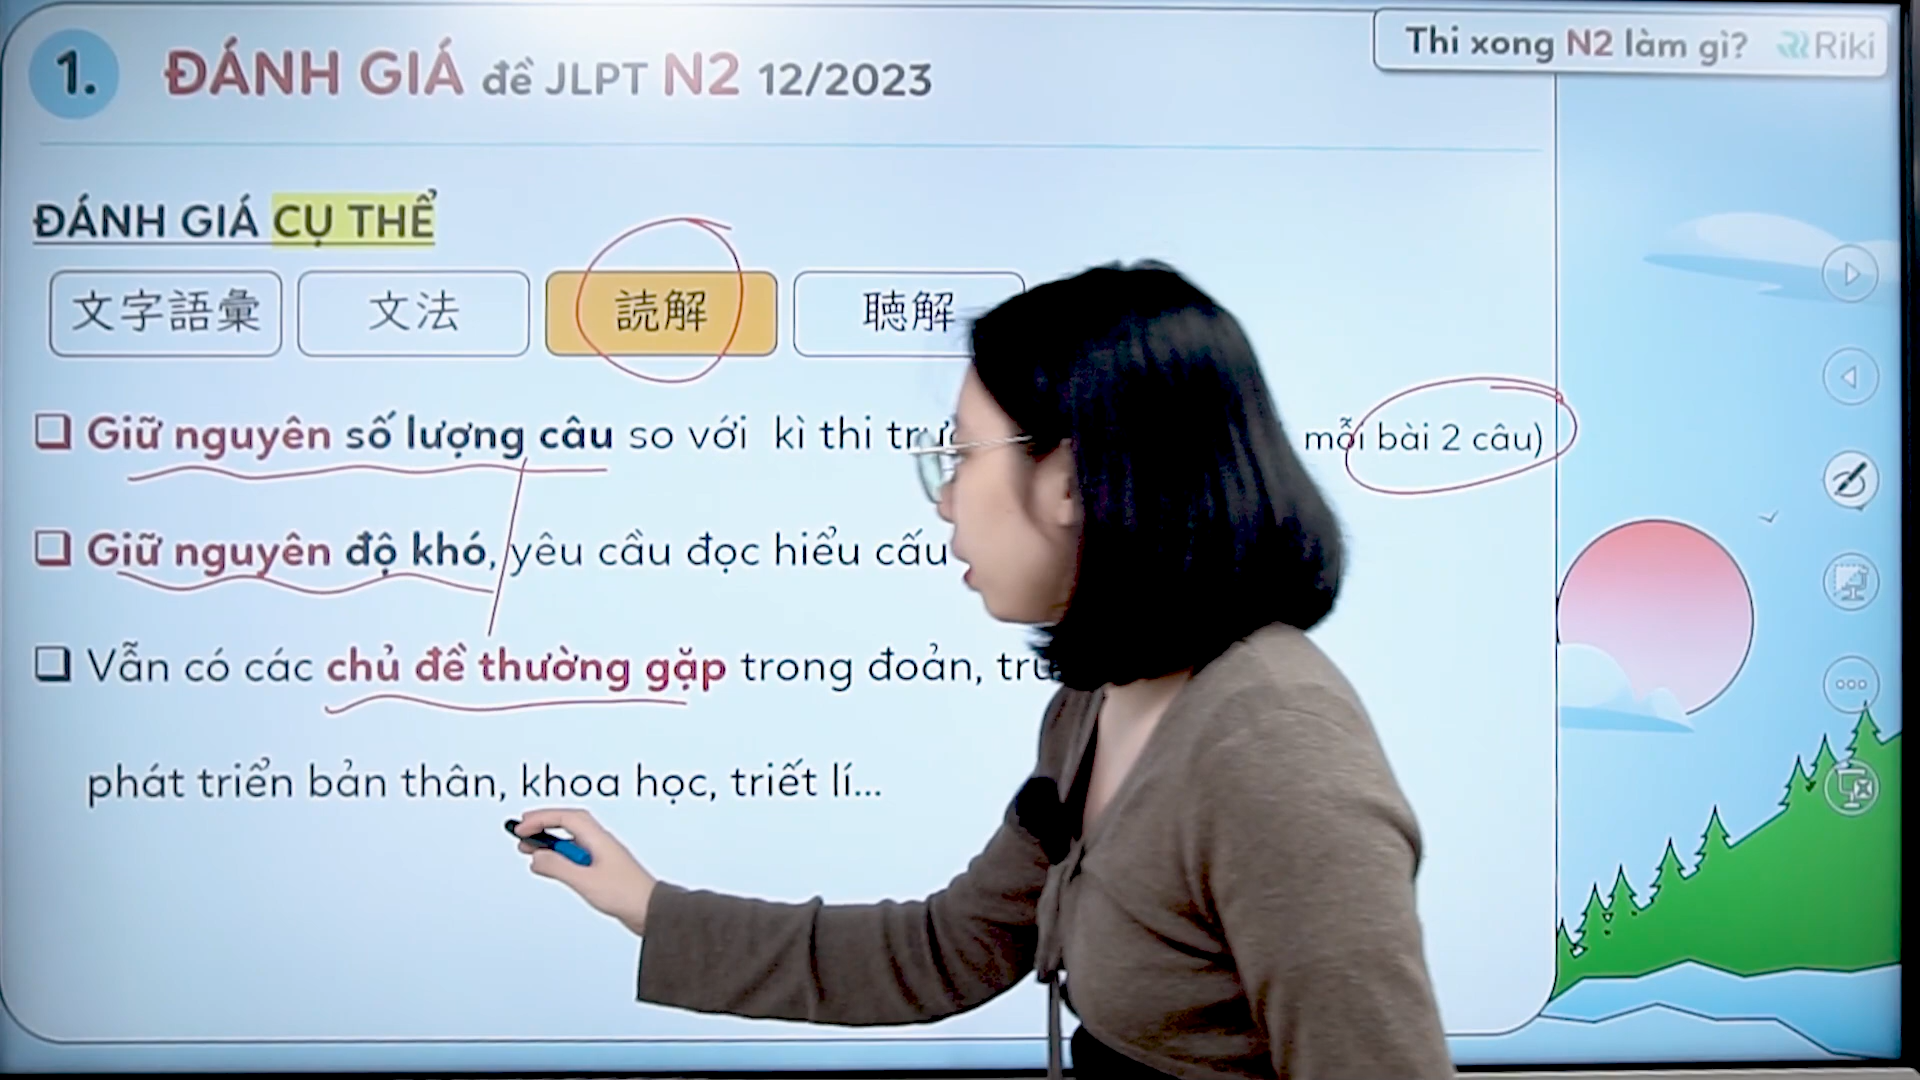 Thi xong N2 làm gì? Riki
1. ĐÁNH GIÁ đề JLPT N2 12/2023
ĐÁNH GIÁ CỤ THỂ
文字語彙 文法 読解 聴解
Giữ nguyên số lượng câu so với kì thi mỗi bài 2 câu)
Giữ nguyên độ khó, yêu cầu đọc hiểu cấu
Vẫn có các chủ đề thường gặp trong đoản,
phát triển bản thân, khoa học, triết lí...